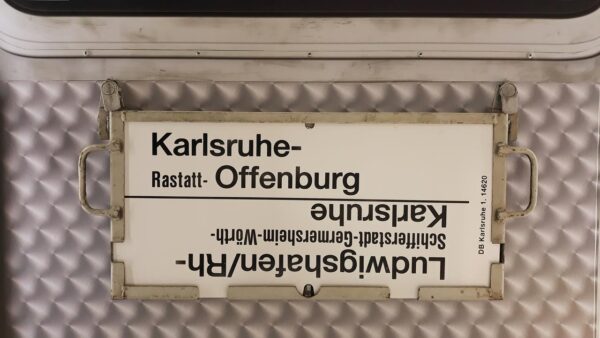 Karlsruhe-
Rastatt- Offenburg
Ludwigshafen/Rh-
Schifferstadt-Germersheim-Wörth-
Karlsruhe
DB Karlsruhe 1. 14620